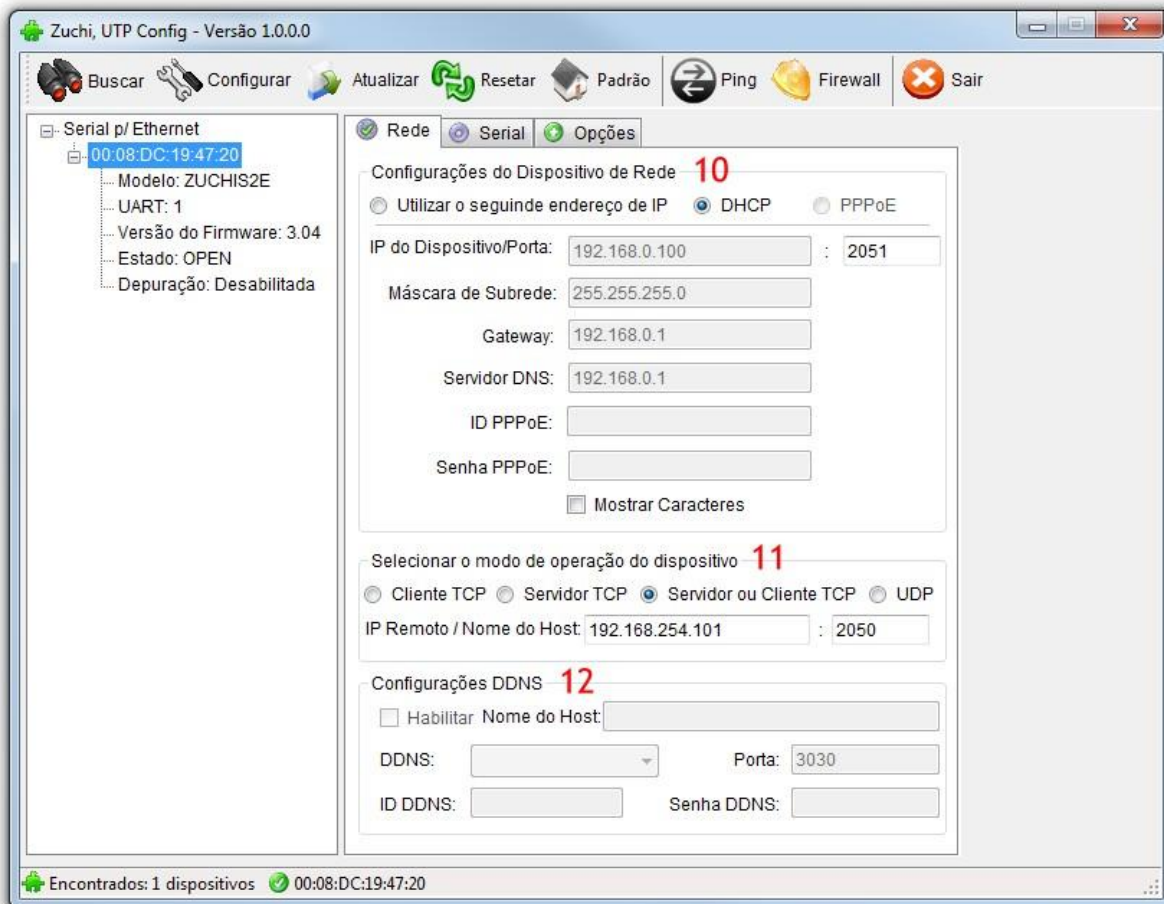 Zuchi, UTP Config - Versão 1.0.0.0
Buscar Configurar Atualizar Resetar Padrão Ping Firewall Sair
Serial p/ Ethernet
00:08:DC:19:47:20
Modelo: ZUCHIS2E
UART: 1
Versão do Firmware: 3.04
Estado: OPEN
Depuração: Desabilitada
Rede Serial Opções
Configurações do Dispositivo de Rede 10
Utilizar o seguinde endereço de IP DHCP PPPoE
IP do Dispositivo/Porta: 192.168.0.100 : 2051
Máscara de Subrede: 255.255.255.0
Gateway: 192.168.0.1
Servidor DNS: 192.168.0.1
ID PPPoE:
Senha PPPoE:
Mostrar Caracteres
Selecionar o modo de operação do dispositivo 11
Cliente TCP Servidor TCP Servidor ou Cliente TCP UDP
IP Remoto / Nome do Host: 192.168.254.101 : 2050
Configurações DDNS 12
Habilitar Nome do Host:
DDNS: Porta: 3030
ID DDNS: Senha DDNS:
Encontrados: 1 dispositivos 00:08:DC:19:47:20